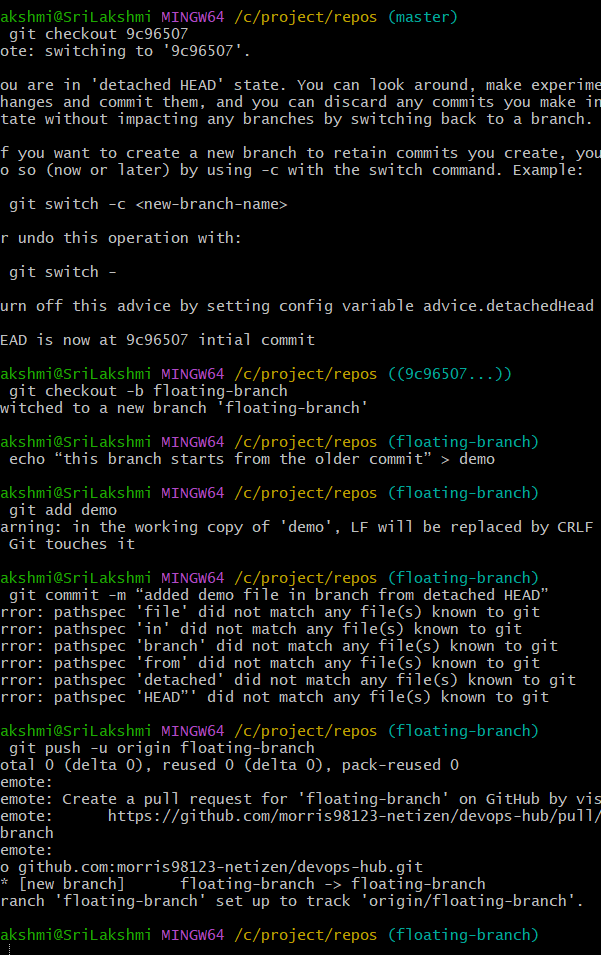 akshmi@SriLakshmi MINGW64 /c/project/repos (master)
git checkout 9c96507
ote: switching to '9c96507'.
ou are in 'detached HEAD' state. You can look around, make experime
hanges and commit them, and you can discard any commits you make in
tate without impacting any branches by switching back to a branch.
f you want to create a new branch to retain commits you create, you
o so (now or later) by using -c with the switch command. Example:
git switch -c <new-branch-name>
r undo this operation with:
git switch -
urn off this advice by setting config variable advice.detachedHead
EAD is now at 9c96507 intial commit
akshmi@SriLakshmi MINGW64 /c/project/repos ((9c96507...))
git checkout -b floating-branch
witched to a new branch 'floating-branch'
akshmi@SriLakshmi MINGW64 /c/project/repos (floating-branch)
echo “this branch starts from the older commit” > demo
akshmi@SriLakshmi MINGW64 /c/project/repos (floating-branch)
git add demo
arning: in the working copy of 'demo', LF will be replaced by CRLF
Git touches it
akshmi@SriLakshmi MINGW64 /c/project/repos (floating-branch)
git commit -m “added demo file in branch from detached HEAD”
rror: pathspec 'file' did not match any file(s) known to git
rror: pathspec 'in' did not match any file(s) known to git
rror: pathspec 'branch' did not match any file(s) known to git
rror: pathspec 'from' did not match any file(s) known to git
rror: pathspec 'detached' did not match any file(s) known to git
rror: pathspec 'HEAD”' did not match any file(s) known to git
akshmi@SriLakshmi MINGW64 /c/project/repos (floating-branch)
git push -u origin floating-branch
otal 0 (delta 0), reused 0 (delta 0), pack-reused 0
emote:
emote: Create a pull request for 'floating-branch' on GitHub by vis
emote: https://github.com/morris98123-netizen/devops-hub/pull/
branch
emote:
o github.com:morris98123-netizen/devops-hub.git
* [new branch] floating-branch -> floating-branch
ranch 'floating-branch' set up to track 'origin/floating-branch'.
akshmi@SriLakshmi MINGW64 /c/project/repos (floating-branch)